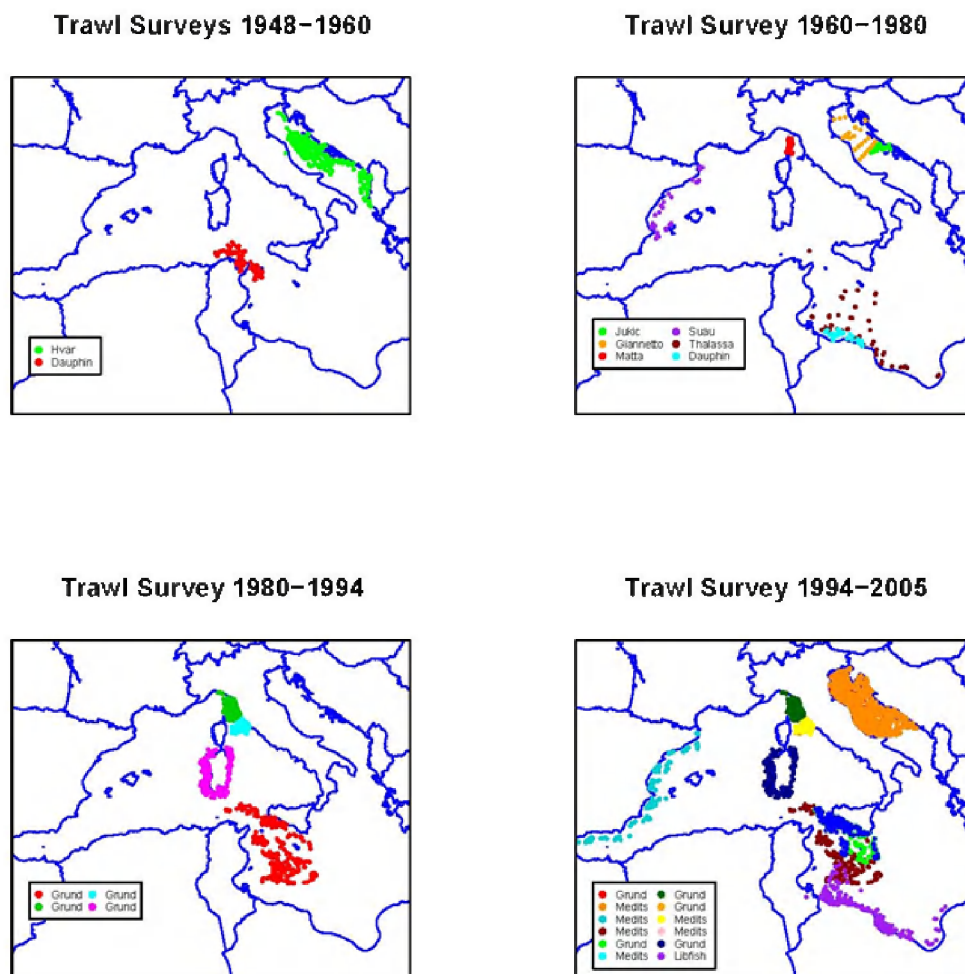 Trawl Surveys 1948−1960
Trawl Survey 1960−1980
Hvar
Dauphin
Jukic Suau
Giannetto Thalassa
Matta Dauphin
Trawl Survey 1980−1994
Trawl Survey 1994−2005
Grund Grund
Grund Grund
Grund Grund
Medits Grund
Medits Medits
Medits Medits
Grund Grund
Medits Libfish